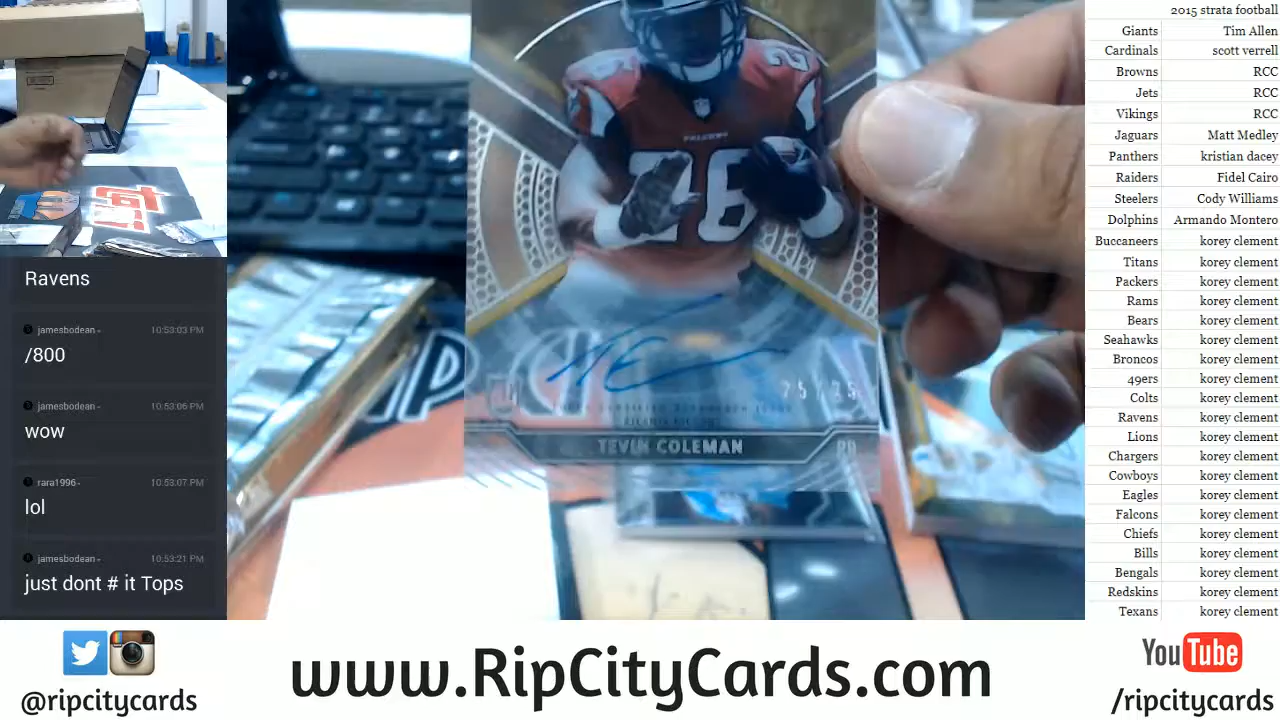 Ravens
jamesbodean - 10:53:03 PM
/800
jamesbodean - 10:53:06 PM
wow
rara1996 - 10:53:07 PM
lol
jamesbodean - 10:53:21 PM
just dont # it Tops
FALCONS
26
26
25/35
TEVIN COLEMAN
RB
2015 strata football
Giants Tim Allen
Cardinals scott verrell
Browns RCC
Jets RCC
Vikings RCC
Jaguars Matt Medley
Panthers kristian dacey
Raiders Fidel Cairo
Steelers Cody Williams
Dolphins Armando Montero
Buccaneers korey clement
Titans korey clement
Packers korey clement
Rams korey clement
Bears korey clement
Seahawks korey clement
Broncos korey clement
49ers korey clement
Colts korey clement
Ravens korey clement
Lions korey clement
Chargers korey clement
Cowboys korey clement
Eagles korey clement
Falcons korey clement
Chiefs korey clement
Bills korey clement
Bengals korey clement
Redskins korey clement
Texans korey clement
@ripcitycards
www.RipCityCards.com
YouTube
/ripcitycards